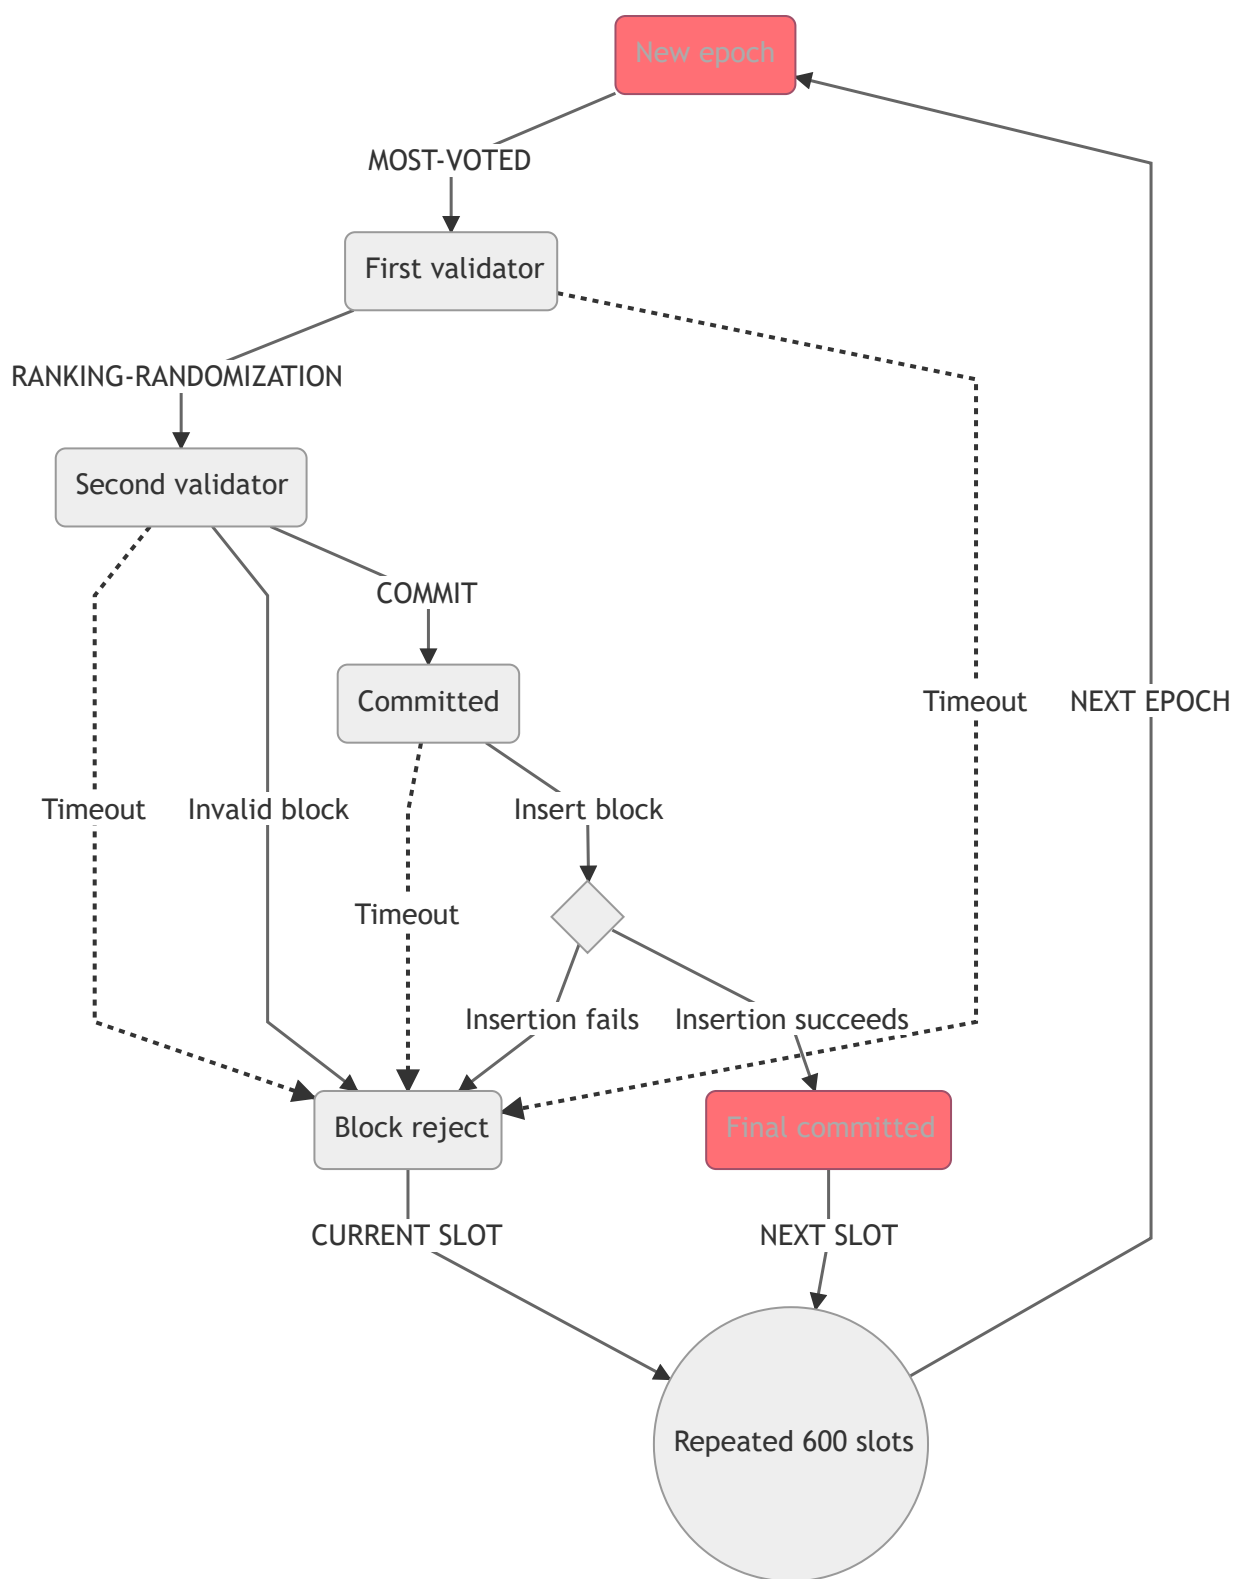 New epoch
MOST-VOTED
First validator
RANKING-RANDOMIZATION
Second validator
COMMIT
Committed
Timeout
NEXT EPOCH
Timeout
Invalid block
Insert block
Timeout
Insertion fails
Insertion succeeds
Block reject
Final committed
CURRENT SLOT
NEXT SLOT
Repeated 600 slots